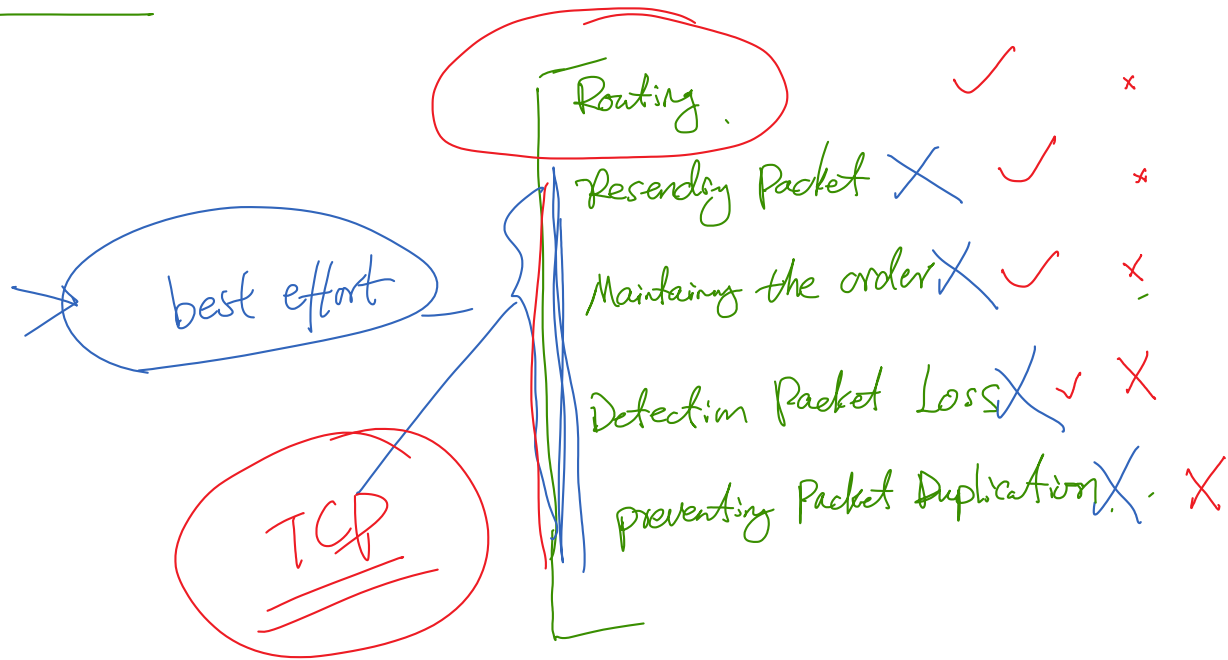 Routing.
Resending Packet
best effort
Maintaining the order
Detection Packet Loss
TCP
preventing Packet Duplication.